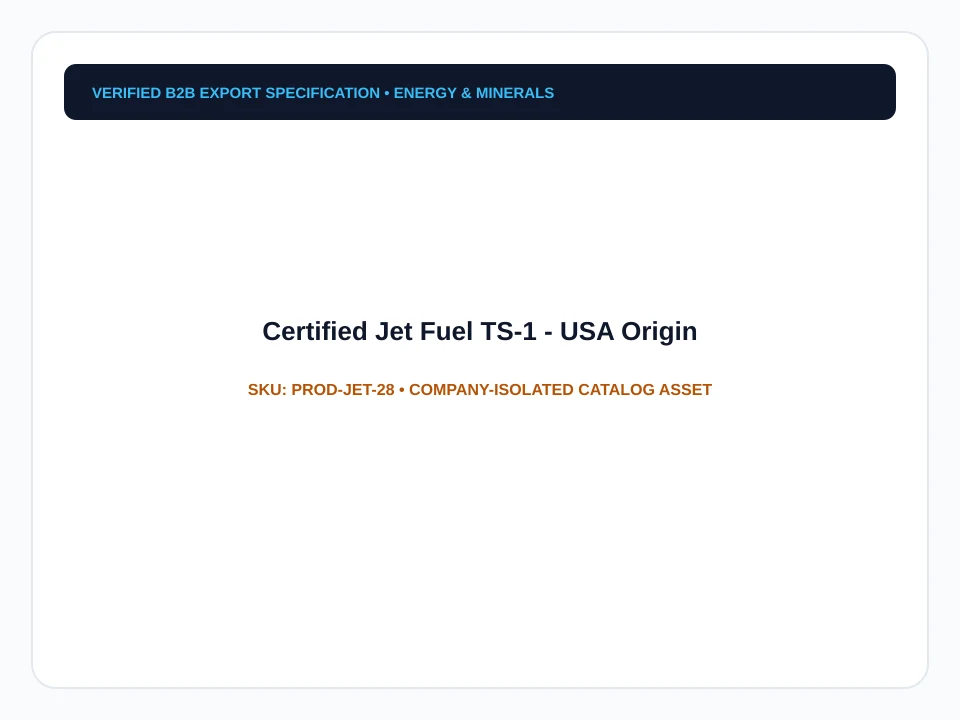 VERIFIED B2B EXPORT SPECIFICATION • ENERGY & MINERALS
Certified Jet Fuel TS-1 - USA Origin
SKU: PROD-JET-28 • COMPANY-ISOLATED CATALOG ASSET